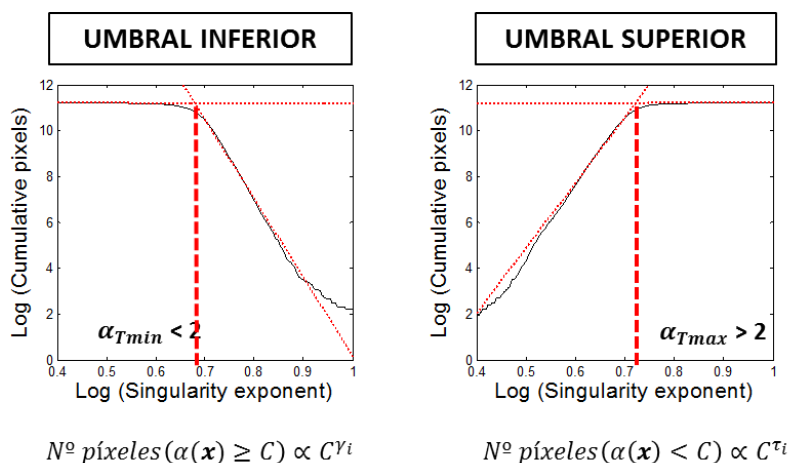 UMBRAL INFERIOR
12
10
8
6
4
2
0
0.4 0.5 0.6 0.7 0.8 0.9 1
Log (Cumulative pixels)
Log (Singularity exponent)
α_Tmin < 2
Nº píxeles(α(x) ≥ C) ∝ C^γi
UMBRAL SUPERIOR
12
10
8
6
4
2
0
0.4 0.5 0.6 0.7 0.8 0.9 1
Log (Cumulative pixels)
Log (Singularity exponent)
α_Tmax > 2
Nº píxeles(α(x) < C) ∝ C^τi